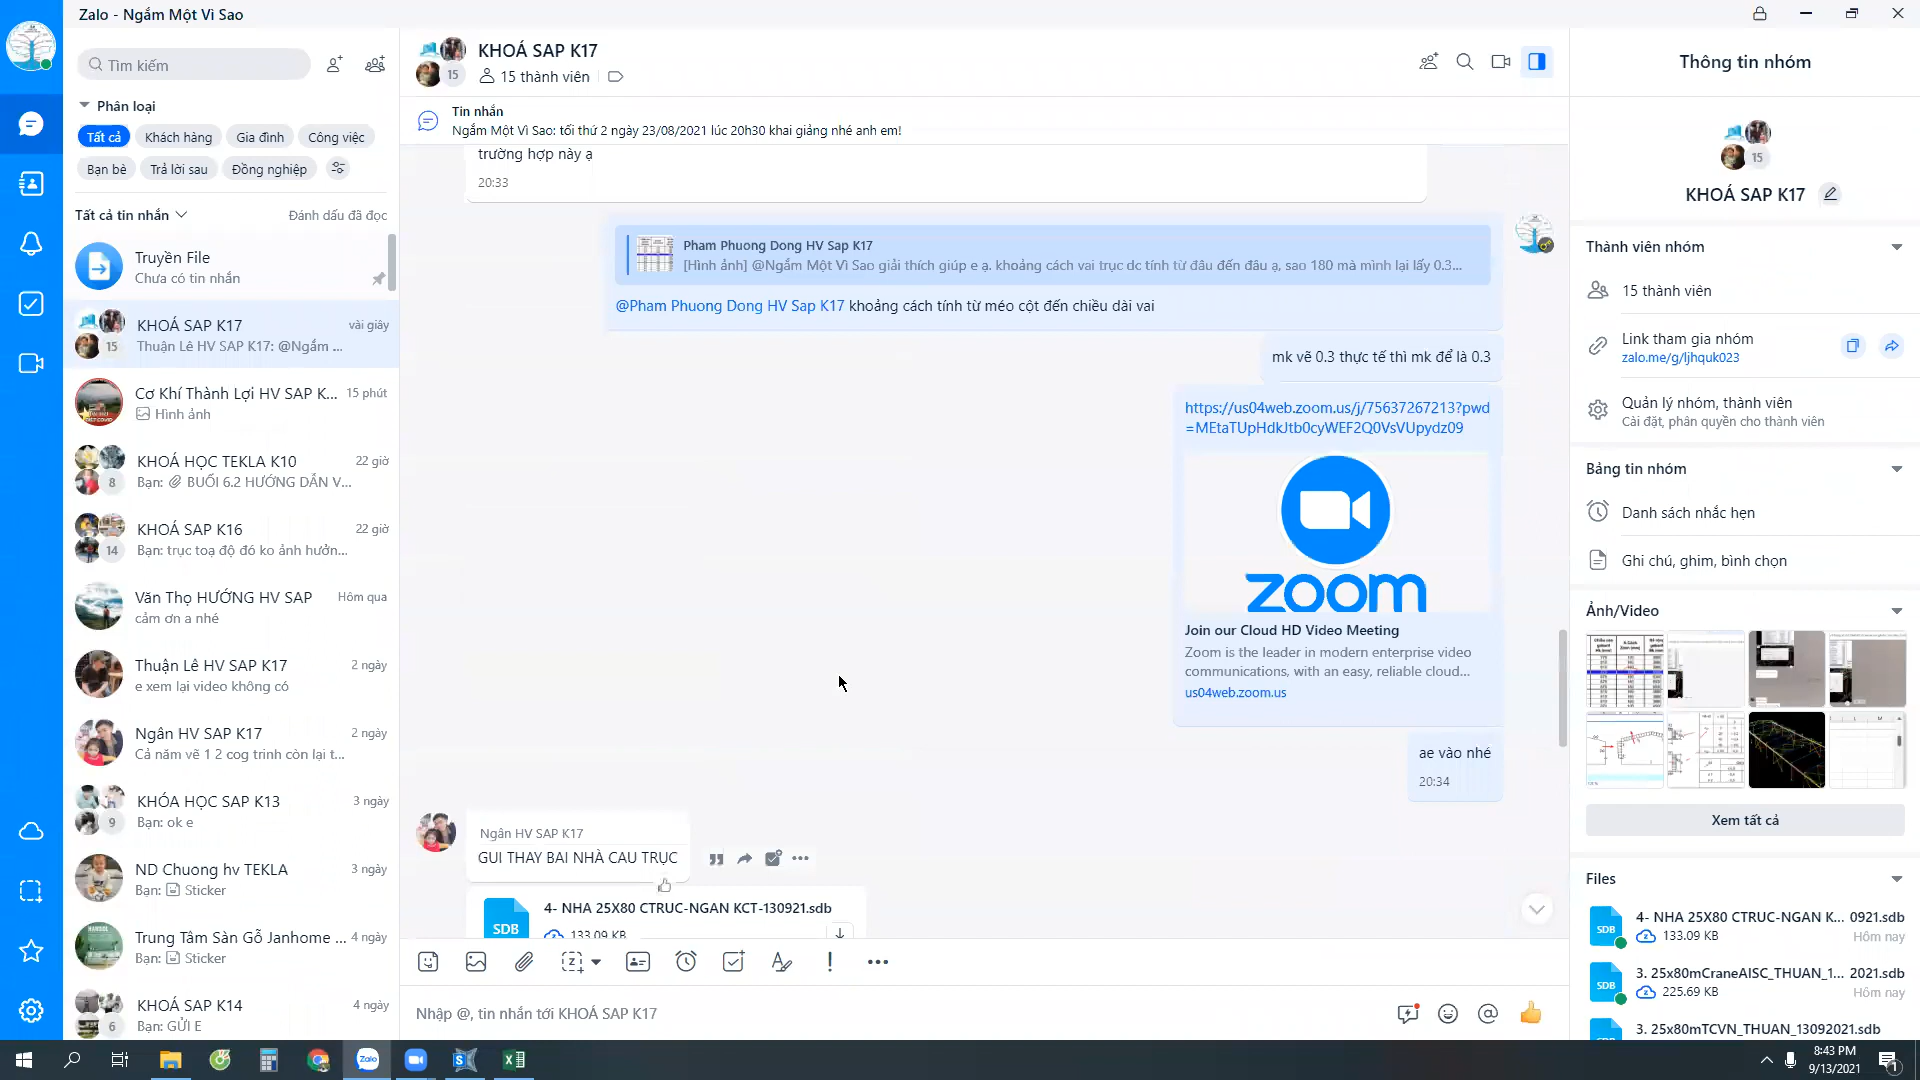 Zalo - Ngắm Một Vì Sao
Tìm kiếm
Phân loại
Tất cả
Khách hàng
Gia đình
Công việc
Bạn bè
Trả lời sau
Đồng nghiệp
Tất cả tin nhắn
Đánh dấu đã đọc
Truyền File
Chưa có tin nhắn
KHOÁ SAP K17
vài giây
15
Thuận Lê HV SAP K17: @Ngắm ...
Cơ Khí Thành Lợi HV SAP K...
15 phút
Hình ảnh
KHOÁ HỌC TEKLA K10
22 giờ
8
Bạn: BUỔI 6.2 HƯỚNG DẪN V...
KHOÁ SAP K16
22 giờ
14
Bạn: trục toạ độ đó ko ảnh hưởn...
Văn Thọ HƯỚNG HV SAP
Hôm qua
cảm ơn a nhé
Thuận Lê HV SAP K17
2 ngày
e xem lại video không có
Ngân HV SAP K17
2 ngày
Cả năm vẽ 1 2 cog trinh còn lại t...
KHÓA HỌC SAP K13
3 ngày
9
Bạn: ok e
ND Chuong hv TEKLA
3 ngày
Bạn: Sticker
Trung Tâm Sàn Gỗ Janhome ...
4 ngày
Bạn: Sticker
KHOÁ SAP K14
4 ngày
6
Bạn: GỬI E
KHOÁ SAP K17
15
15 thành viên
Tin nhắn
Ngắm Một Vì Sao: tối thứ 2 ngày 23/08/2021 lúc 20h30 khai giảng nhé anh em!
trường hợp này ạ
20:33
Pham Phuong Dong HV Sap K17
[Hình ảnh] @Ngắm Một Vì Sao giải thích giúp e ạ. khoảng cách vai trục dc tính từ đâu đến đâu ạ, sao 180 mà mình lại lấy 0.3...
@Pham Phuong Dong HV Sap K17 khoảng cách tính từ méo cột đến chiều dài vai
mk vẽ 0.3 thực tế thì mk để là 0.3
https://us04web.zoom.us/j/75637267213?pwd
=MEtaTUpHdkJtb0cyWEF2Q0VsVUpydz09
zoom
Join our Cloud HD Video Meeting
Zoom is the leader in modern enterprise video
communications, with an easy, reliable cloud...
us04web.zoom.us
ae vào nhé
20:34
Ngân HV SAP K17
GUI THAY BAI NHÀ CAU TRỤC
SDB
4- NHA 25X80 CTRUC-NGAN KCT-130921.sdb
133.09 KB
Nhập @, tin nhắn tới KHOÁ SAP K17
Thông tin nhóm
15
KHOÁ SAP K17
Thành viên nhóm
15 thành viên
Link tham gia nhóm
zalo.me/g/ljhquk023
Quản lý nhóm, thành viên
Cài đặt, phân quyền cho thành viên
Bảng tin nhóm
Danh sách nhắc hẹn
Ghi chú, ghim, bình chọn
Ảnh/Video
Xem tất cả
Files
SDB
4- NHA 25X80 CTRUC-NGAN K... 0921.sdb
133.09 KB
Hôm nay
SDB
3. 25x80mCraneAISC_THUAN_1... 2021.sdb
225.69 KB
Hôm nay
3. 25x80mTCVN_THUAN_13092021.sdb
Zalo
8:43 PM
9/13/2021
1